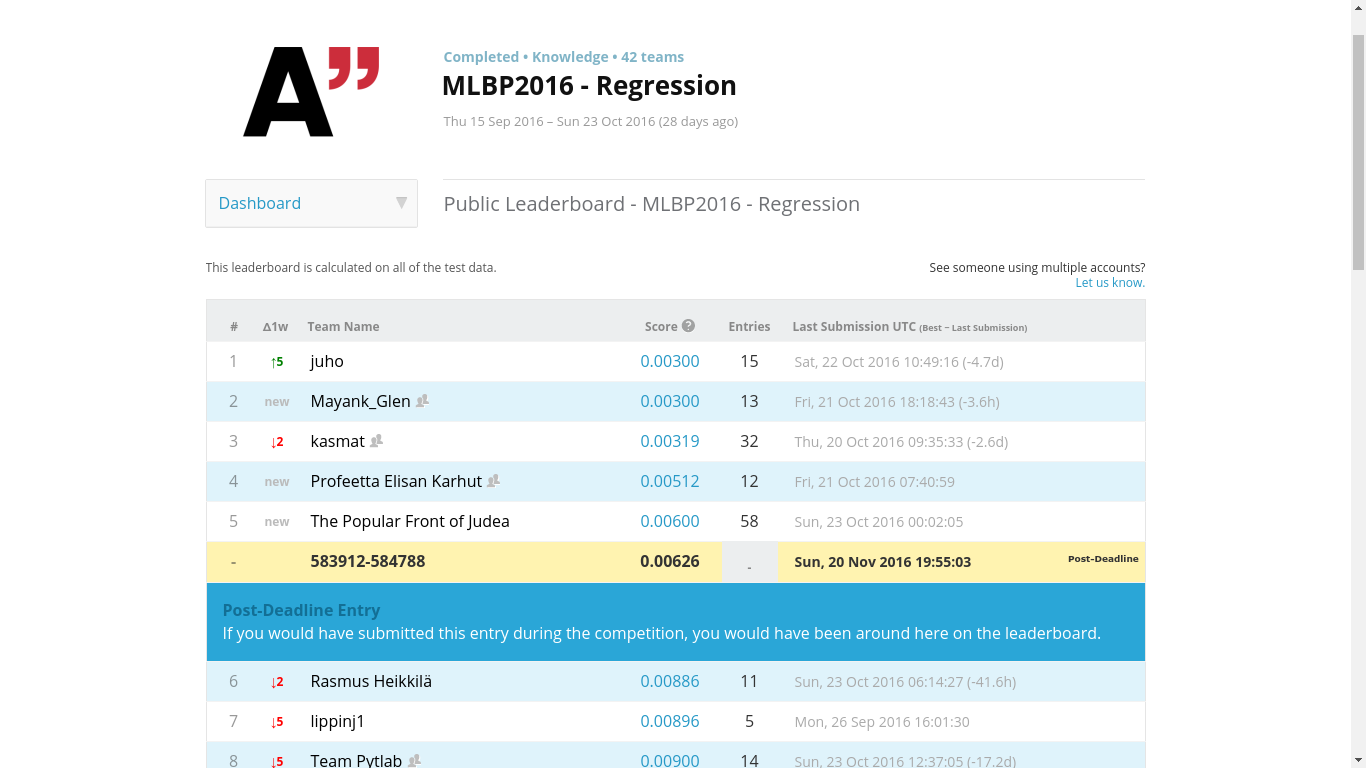 A”
Completed • Knowledge • 42 teams
MLBP2016 - Regression
Thu 15 Sep 2016 – Sun 23 Oct 2016 (28 days ago)
Dashboard
Public Leaderboard - MLBP2016 - Regression
This leaderboard is calculated on all of the test data.
See someone using multiple accounts?
Let us know.
# Δ1w Team Name Score ? Entries Last Submission UTC (Best − Last Submission)
1 ↑5 juho 0.00300 15 Sat, 22 Oct 2016 10:49:16 (-4.7d)
2 new Mayank_Glen 0.00300 13 Fri, 21 Oct 2016 18:18:43 (-3.6h)
3 ↓2 kasmat 0.00319 32 Thu, 20 Oct 2016 09:35:33 (-2.6d)
4 new Profeetta Elisan Karhut 0.00512 12 Fri, 21 Oct 2016 07:40:59
5 new The Popular Front of Judea 0.00600 58 Sun, 23 Oct 2016 00:02:05
- 583912-584788 0.00626 - Sun, 20 Nov 2016 19:55:03 Post-Deadline
Post-Deadline Entry
If you would have submitted this entry during the competition, you would have been around here on the leaderboard.
6 ↓2 Rasmus Heikkilä 0.00886 11 Sun, 23 Oct 2016 06:14:27 (-41.6h)
7 ↓5 lippinj1 0.00896 5 Mon, 26 Sep 2016 16:01:30
8 ↓5 Team Pytlab 0.00900 14 Sun, 23 Oct 2016 12:37:05 (-17.2d)